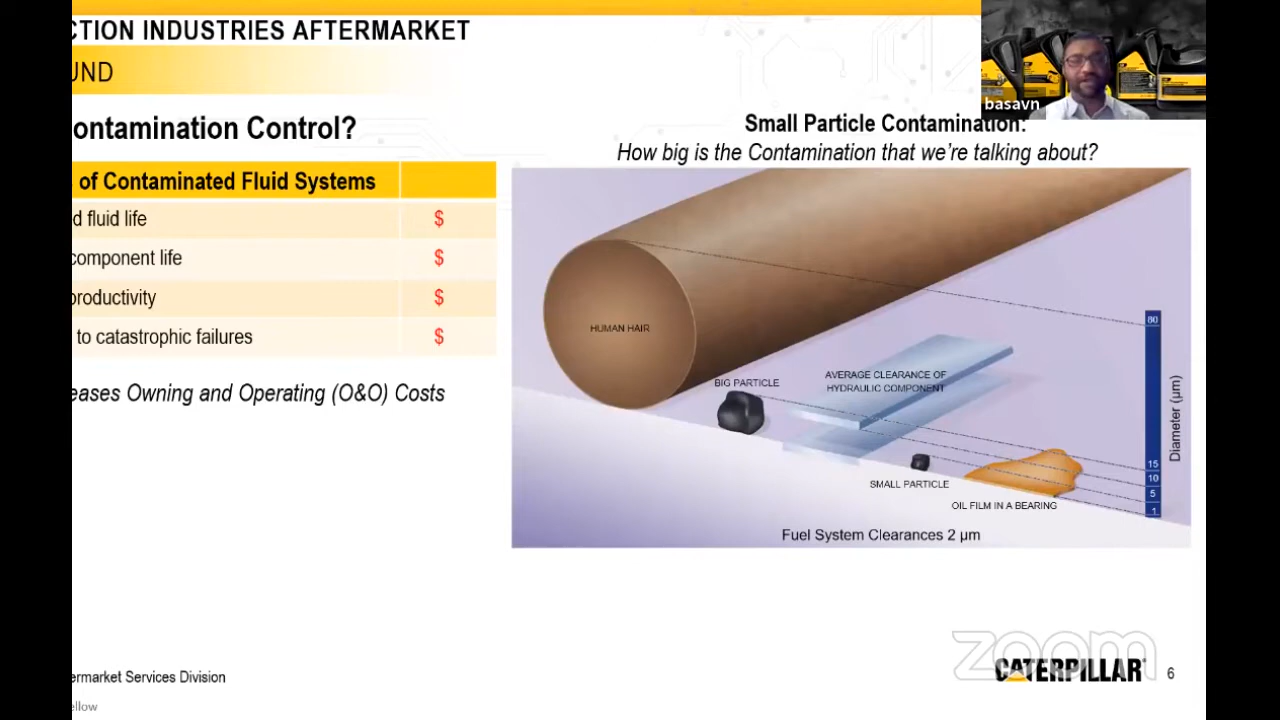 CTION INDUSTRIES AFTERMARKET
UND
ontamination Control?
of Contaminated Fluid Systems
d fluid life $
component life $
productivity $
to catastrophic failures $
eases Owning and Operating (O&O) Costs
basavn
Small Particle Contamination:
How big is the Contamination that we're talking about?
HUMAN HAIR
BIG PARTICLE
AVERAGE CLEARANCE OF
HYDRAULIC COMPONENT
SMALL PARTICLE
OIL FILM IN A BEARING
80
15
10
5
1
Diameter (µm)
Fuel System Clearances 2 µm
zoom
CATERPILLAR
6
ermarket Services Division
ellow